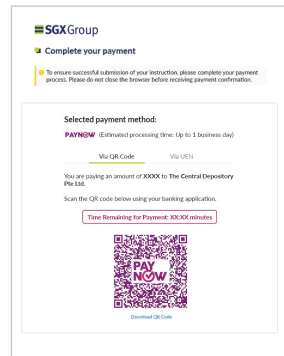 SGXGroup
Complete your payment
To ensure successful submission of your instruction, please complete your payment
process. Please do not close the browser before receiving payment confirmation.
Selected payment method:
PAYNOW (Estimated processing time: Up to 1 business day)
Via QR Code Via UEN
You are paying an amount of XXXX to The Central Depository
Pte Ltd.
Scan the QR code below using your banking application.
Time Remaining for Payment: XX:XX minutes
PAY
NOW
Download QR Code